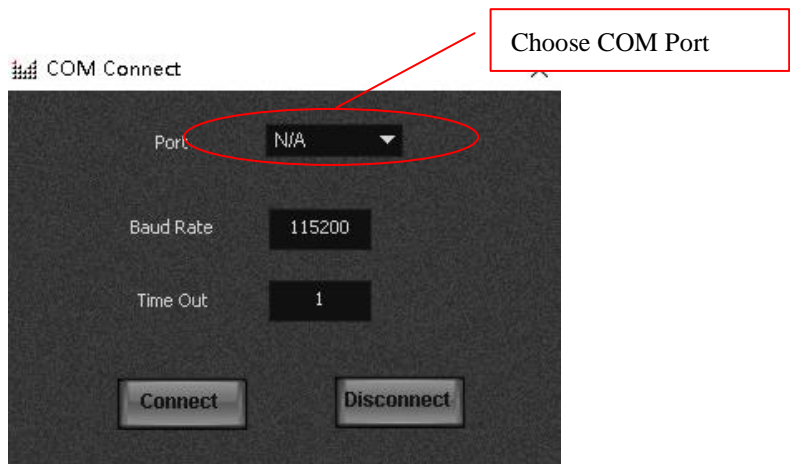 Choose COM Port
COM Connect
Port
N/A
Baud Rate
115200
Time Out
1
Connect
Disconnect